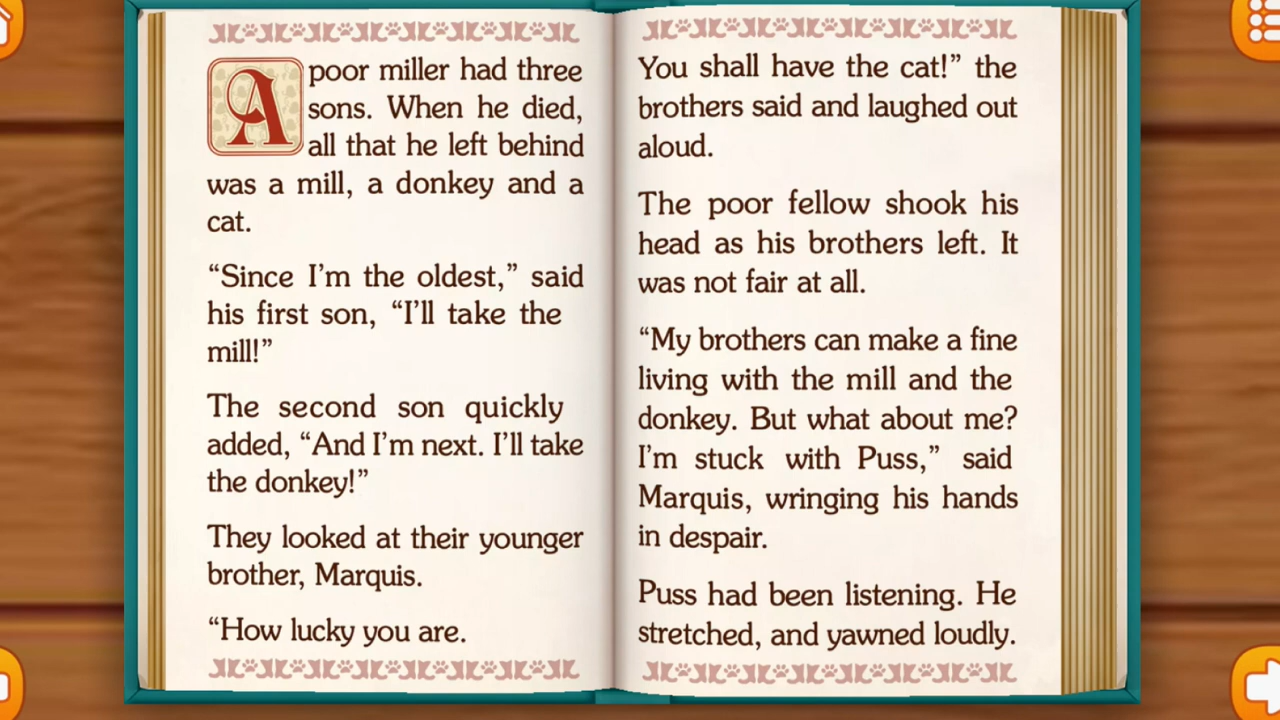 A poor miller had three
sons. When he died,
all that he left behind
was a mill, a donkey and a
cat.
“Since I’m the oldest,” said
his first son, “I’ll take the
mill!”
The second son quickly
added, “And I’m next. I’ll take
the donkey!”
They looked at their younger
brother, Marquis.
“How lucky you are.
You shall have the cat!” the
brothers said and laughed out
aloud.
The poor fellow shook his
head as his brothers left. It
was not fair at all.
“My brothers can make a fine
living with the mill and the
donkey. But what about me?
I’m stuck with Puss,” said
Marquis, wringing his hands
in despair.
Puss had been listening. He
stretched, and yawned loudly.